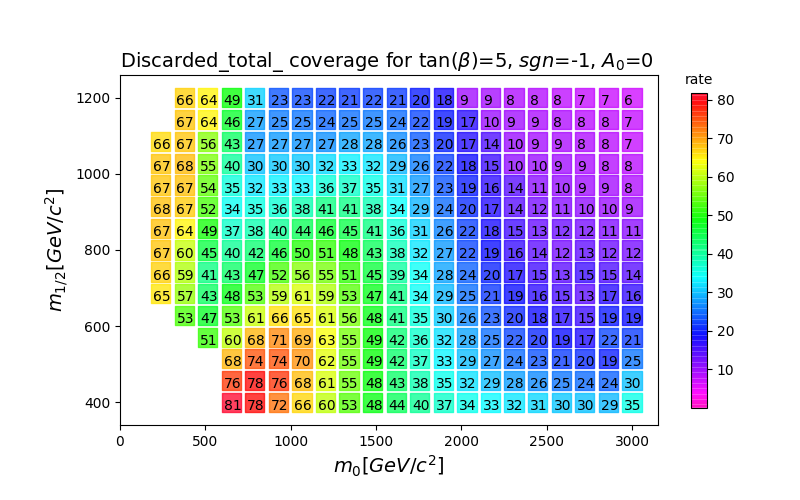 Discarded_total_ coverage for tan(β)=5, sgn=-1, A₀=0
rate
1200
1000
800
600
400
m₁/₂[GeV/c²]
66 64 49 31 23 23 22 21 22 21 20 18 9 9 8 8 8 7 7 6
67 64 46 27 25 25 24 25 25 24 22 19 17 10 9 9 8 8 7
66 67 56 43 27 27 27 27 28 28 26 23 20 17 14 10 9 9 8 8 7
67 68 55 40 30 30 30 32 33 32 29 26 22 18 15 10 10 9 9 8 8
67 67 54 35 32 33 33 36 37 35 31 27 23 19 16 14 11 10 9 9 8
68 67 52 34 35 36 38 41 41 38 34 29 24 20 17 14 12 11 10 10 9
67 64 49 37 38 40 44 46 45 41 36 31 26 22 18 15 13 12 12 11 11
67 60 45 40 42 46 50 51 48 43 38 32 27 22 19 16 14 12 13 12 12
66 59 41 43 47 52 56 55 51 45 39 34 28 24 20 17 15 13 15 15 14
65 57 43 48 53 59 61 59 53 47 41 34 29 25 21 19 16 15 13 17 16
53 47 53 61 66 65 61 56 48 41 35 30 26 23 20 18 17 15 19 19
51 60 68 71 69 63 55 49 42 36 32 28 25 22 20 19 17 22 21
68 74 74 70 62 55 49 42 37 33 29 27 24 23 21 20 19 25
76 78 76 68 61 55 48 43 38 35 32 29 28 26 25 24 24 30
81 78 72 66 60 53 48 44 40 37 34 33 32 31 30 30 29 35
0 500 1000 1500 2000 2500 3000
m₀[GeV/c²]
80
70
60
50
40
30
20
10